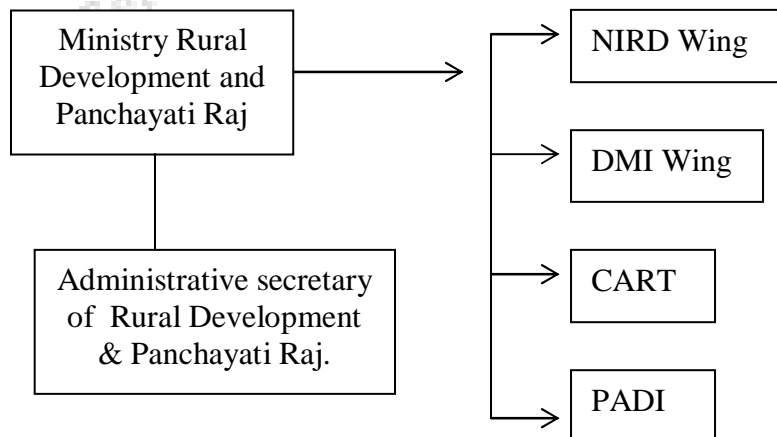 Ministry Rural
Development and
Panchayati Raj
NIRD Wing
DMI Wing
Administrative secretary
of Rural Development
& Panchayati Raj.
CART
PADI